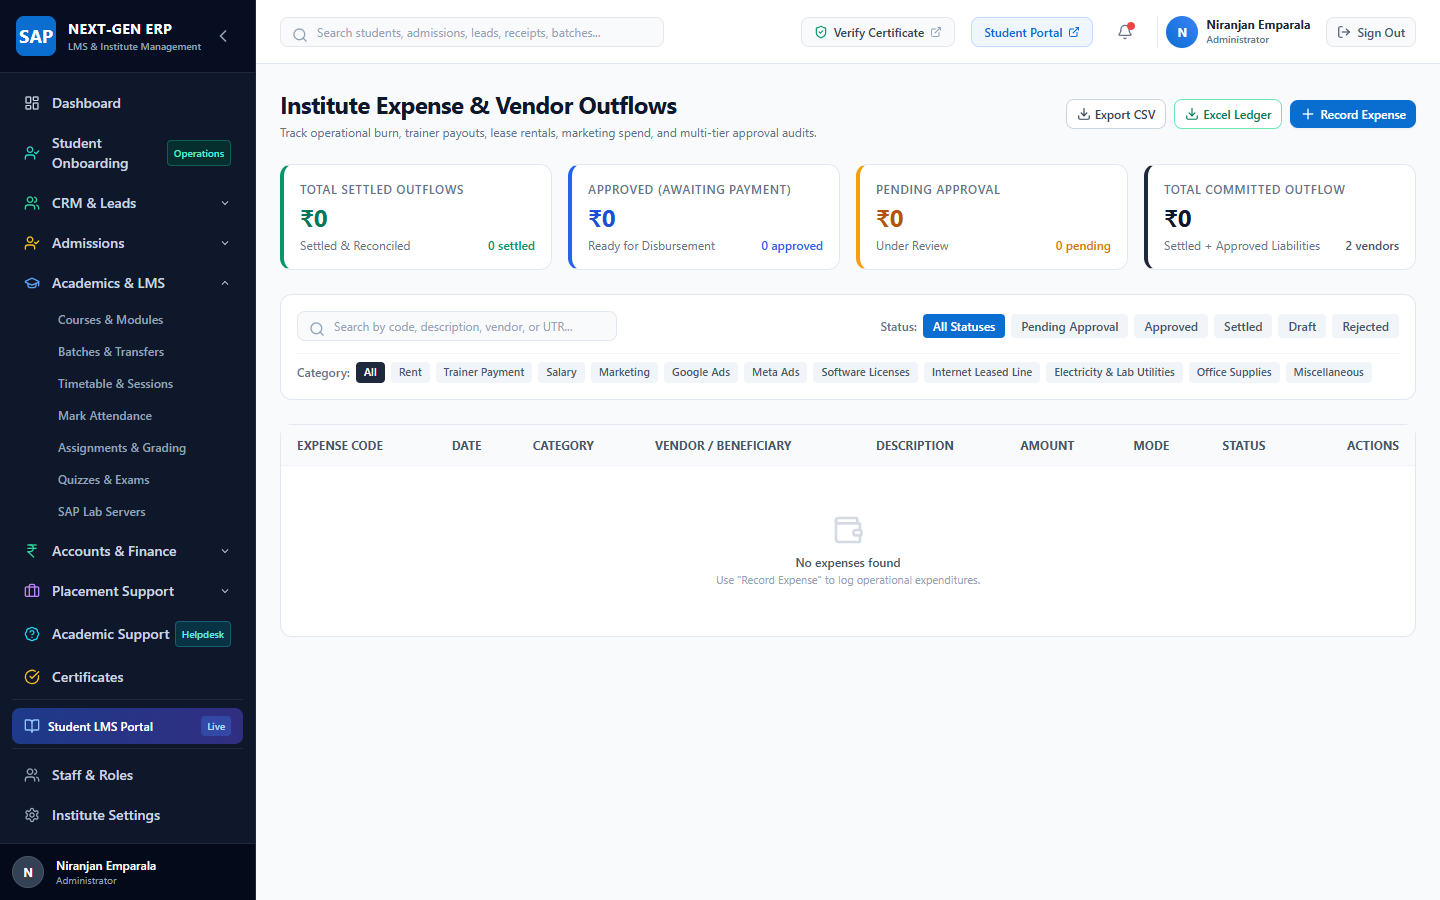 SAP
NEXT-GEN ERP
LMS & Institute Management
Dashboard
Student
Onboarding
Operations
CRM & Leads
Admissions
Academics & LMS
Courses & Modules
Batches & Transfers
Timetable & Sessions
Mark Attendance
Assignments & Grading
Quizzes & Exams
SAP Lab Servers
Accounts & Finance
Placement Support
Academic Support
Helpdesk
Certificates
Student LMS Portal
Live
Staff & Roles
Institute Settings
N
Niranjan Emparala
Administrator
Search students, admissions, leads, receipts, batches...
Verify Certificate
Student Portal
N
Niranjan Emparala
Administrator
Sign Out
Institute Expense & Vendor Outflows
Track operational burn, trainer payouts, lease rentals, marketing spend, and multi-tier approval audits.
Export CSV
Excel Ledger
Record Expense
TOTAL SETTLED OUTFLOWS
₹0
Settled & Reconciled
0 settled
APPROVED (AWAITING PAYMENT)
₹0
Ready for Disbursement
0 approved
PENDING APPROVAL
₹0
Under Review
0 pending
TOTAL COMMITTED OUTFLOW
₹0
Settled + Approved Liabilities
2 vendors
Search by code, description, vendor, or UTR...
Status: All Statuses Pending Approval Approved Settled Draft Rejected
Category: All Rent Trainer Payment Salary Marketing Google Ads Meta Ads Software Licenses Internet Leased Line Electricity & Lab Utilities Office Supplies Miscellaneous
EXPENSE CODE DATE CATEGORY VENDOR / BENEFICIARY DESCRIPTION AMOUNT MODE STATUS ACTIONS
No expenses found
Use "Record Expense" to log operational expenditures.